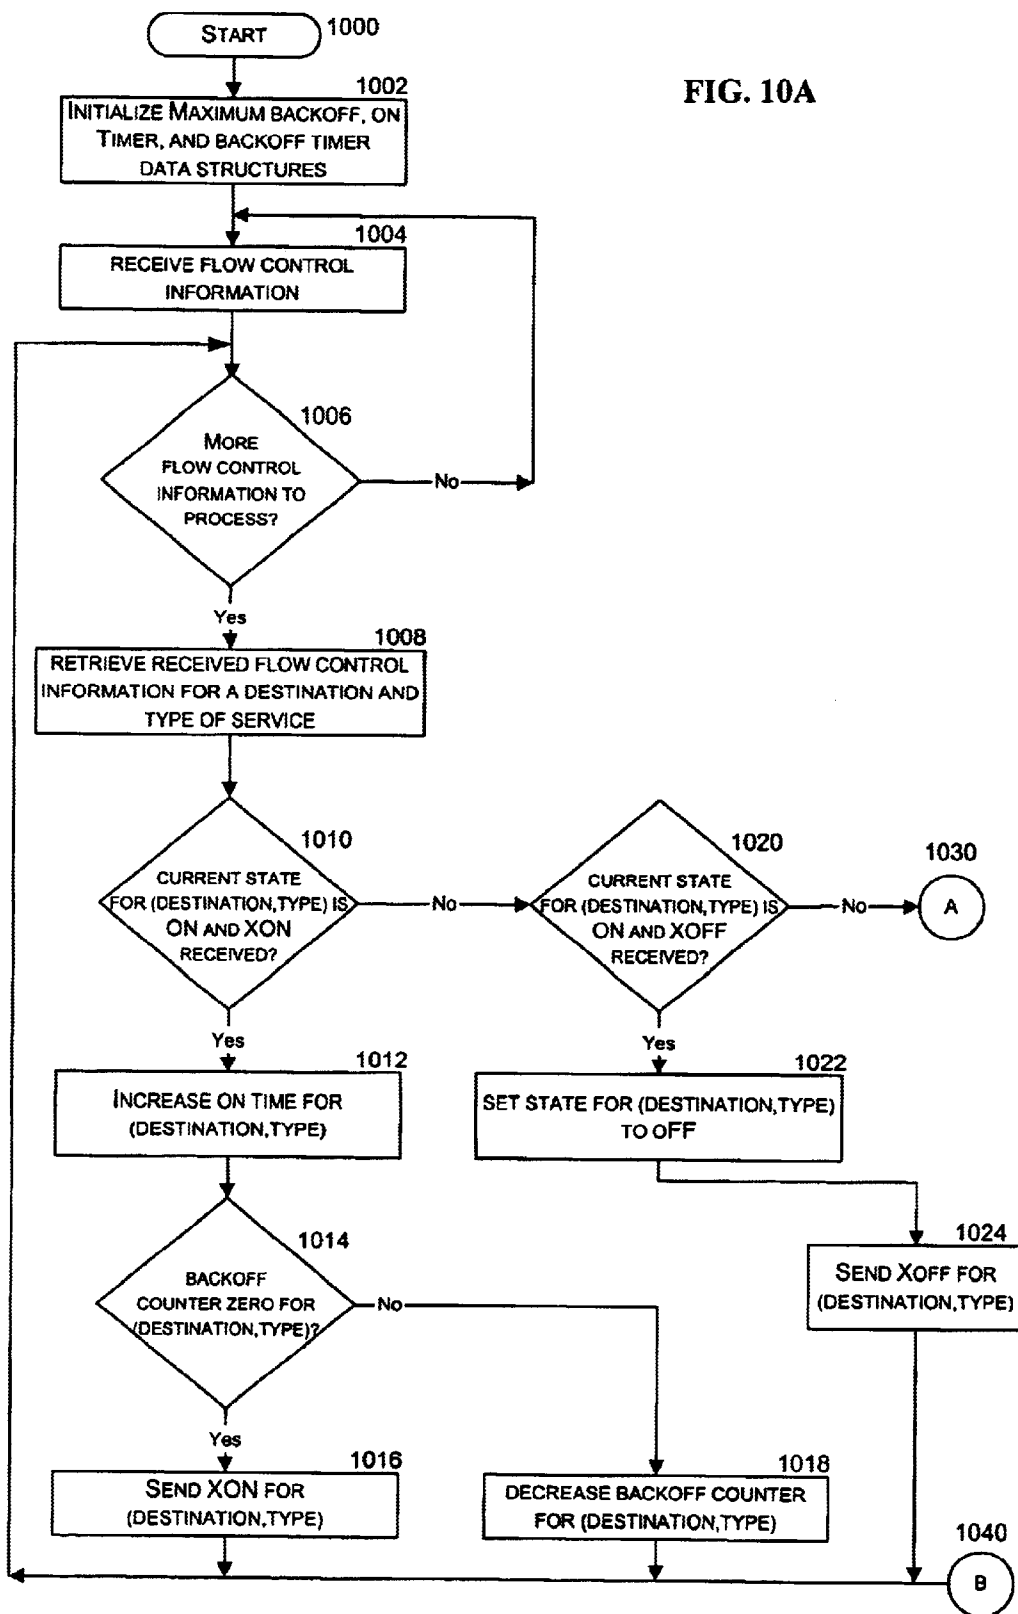 START
1000
FIG. 10A
1002
INITIALIZE MAXIMUM BACKOFF, ON
TIMER, AND BACKOFF TIMER
DATA STRUCTURES
1004
RECEIVE FLOW CONTROL
INFORMATION
1006
MORE
FLOW CONTROL
INFORMATION TO
PROCESS?
No
Yes
1008
RETRIEVE RECEIVED FLOW CONTROL
INFORMATION FOR A DESTINATION AND
TYPE OF SERVICE
1010
CURRENT STATE
FOR (DESTINATION,TYPE) IS
ON AND XON
RECEIVED?
No
1020
CURRENT STATE
FOR (DESTINATION,TYPE) IS
ON AND XOFF
RECEIVED?
No
1030
A
Yes
1012
INCREASE ON TIME FOR
(DESTINATION,TYPE)
Yes
1022
SET STATE FOR (DESTINATION,TYPE)
TO OFF
1014
BACKOFF
COUNTER ZERO FOR
(DESTINATION,TYPE)?
No
1024
SEND XOFF FOR
(DESTINATION,TYPE)
Yes
1016
SEND XON FOR
(DESTINATION,TYPE)
1018
DECREASE BACKOFF COUNTER
FOR (DESTINATION,TYPE)
1040
B